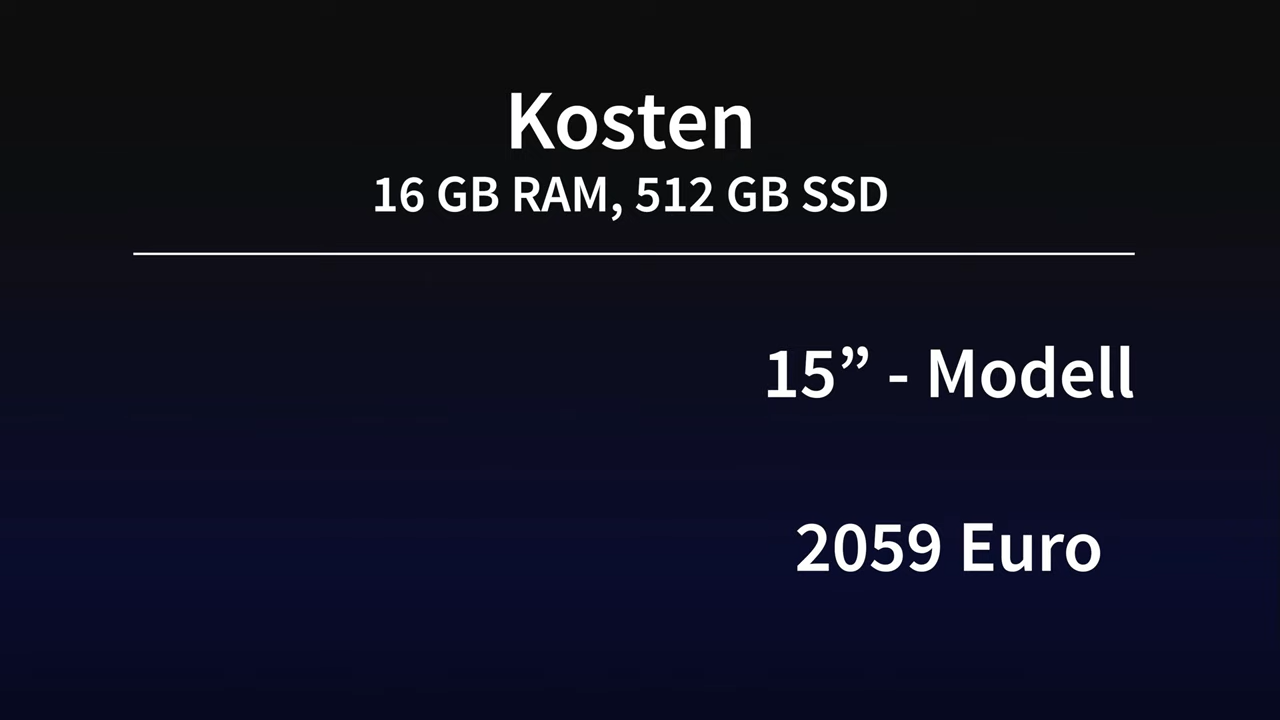 Kosten
16 GB RAM, 512 GB SSD
15” - Modell
2059 Euro